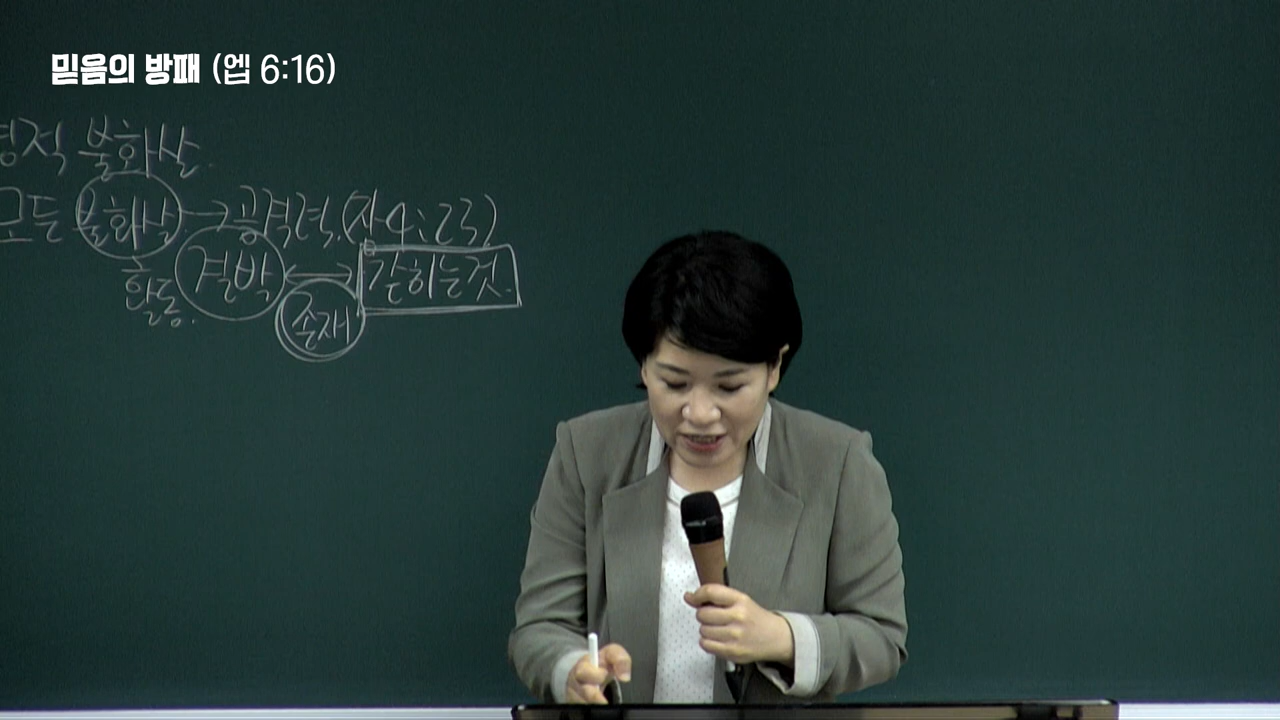 믿음의 방패 (엡 6:16)
영적 불화살.
모든 불화살 → 공격력. (잠 4:23)
활동. 결박 ↔ 갇히는것.
존재